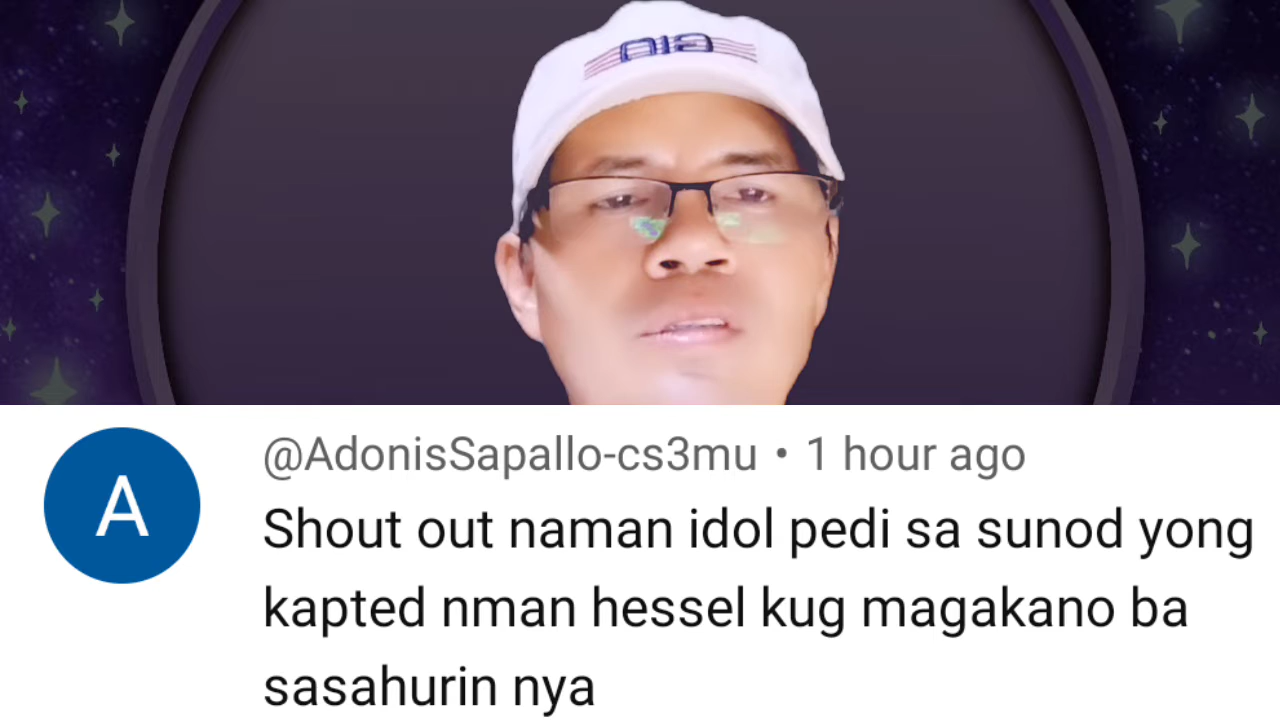 @AdonisSapallo-cs3mu • 1 hour ago
A
Shout out naman idol pedi sa sunod yong
kapted nman hessel kug magakano ba
sasahurin nya